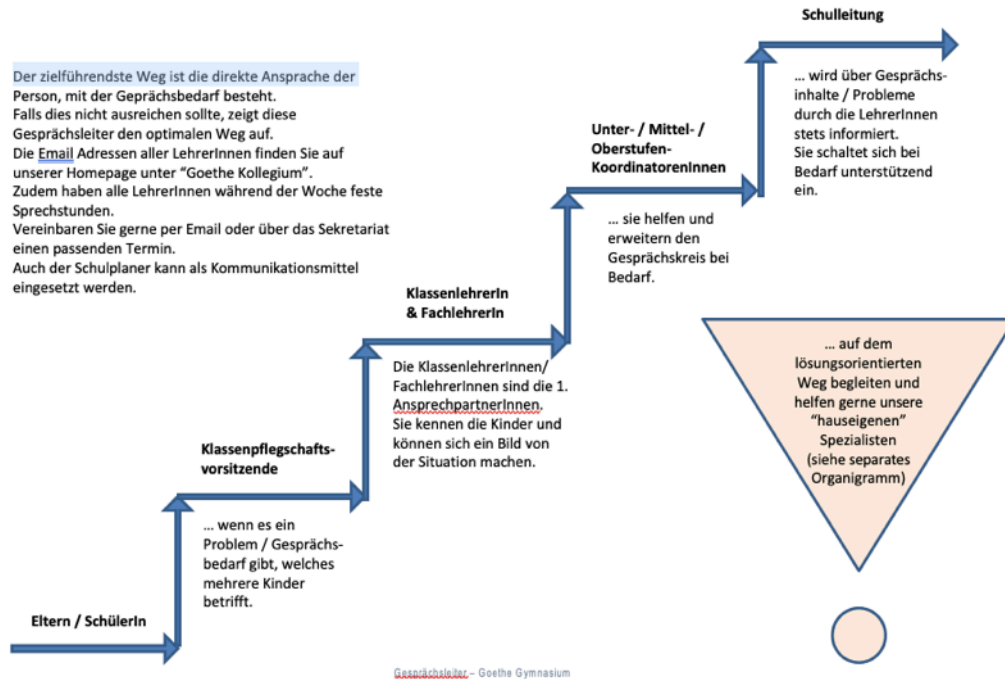 Der zielführendste Weg ist die direkte Ansprache der
Person, mit der Geprächsbedarf besteht.
Falls dies nicht ausreichen sollte, zeigt diese
Gesprächsleiter den optimalen Weg auf.
Die Email Adressen aller LehrerInnen finden Sie auf
unserer Homepage unter “Goethe Kollegium”.
Zudem haben alle LehrerInnen während der Woche feste
Sprechstunden.
Vereinbaren Sie gerne per Email oder über das Sekretariat
einen passenden Termin.
Auch der Schulplaner kann als Kommunikationsmittel
eingesetzt werden.
Eltern / SchülerIn
Klassenpflegschafts-
vorsitzende
... wenn es ein
Problem / Gesprächs-
bedarf gibt, welches
mehrere Kinder
betrifft.
KlassenlehrerIn
& FachlehrerIn
Die KlassenlehrerInnen/
FachlehrerInnen sind die 1.
AnsprechpartnerInnen.
Sie kennen die Kinder und
können sich ein Bild von
der Situation machen.
Unter- / Mittel- /
Oberstufen-
KoordinatorenInnen
... sie helfen und
erweitern den
Gesprächskreis bei
Bedarf.
Schulleitung
... wird über Gesprächs-
inhalte / Probleme
durch die LehrerInnen
stets informiert.
Sie schaltet sich bei
Bedarf unterstützend
ein.
... auf dem
lösungsorientierten
Weg begleiten und
helfen gerne unsere
“hauseigenen”
Spezialisten
(siehe separates
Organigramm)
Gesprächsleiter – Goethe Gymnasium